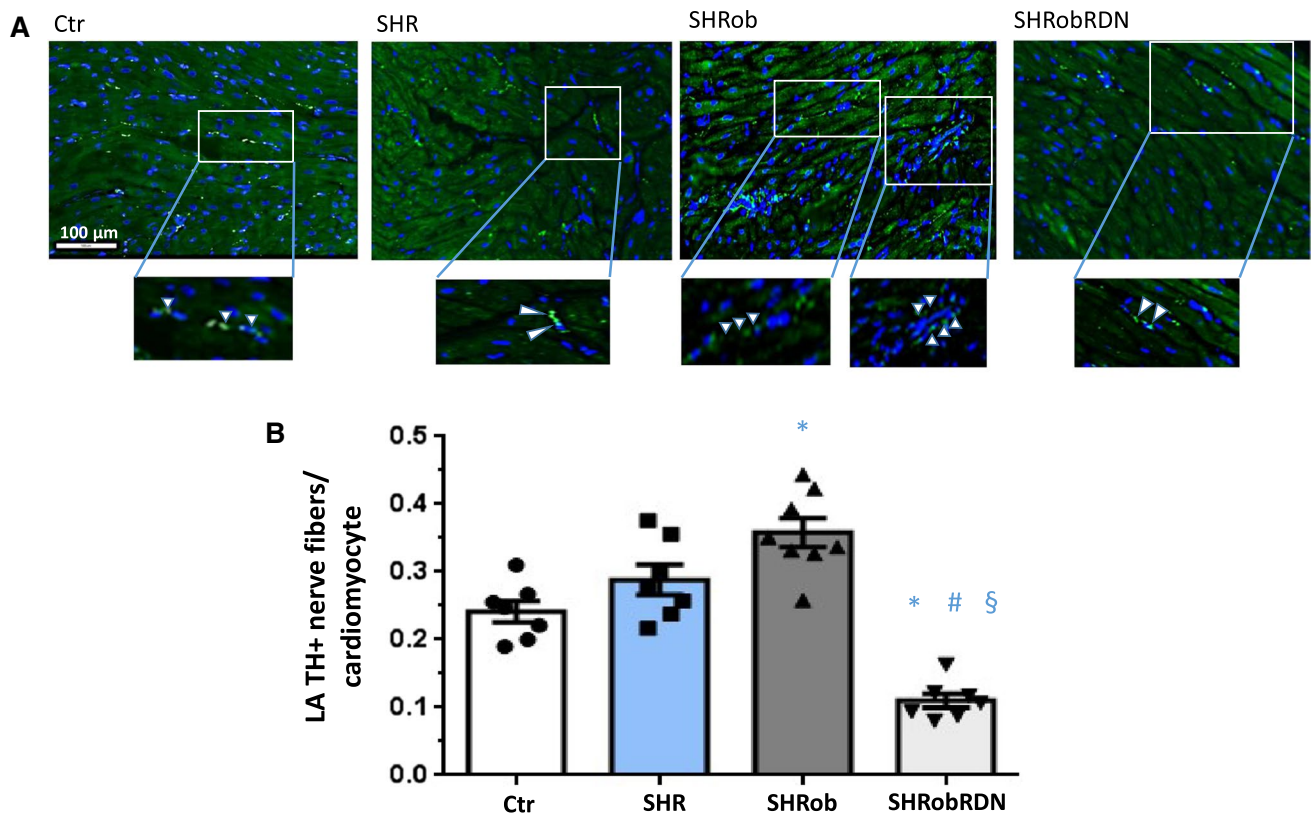 A
Ctr
SHR
SHRob
SHRobRDN
100 µm
B
LA TH+ nerve fibers/
cardiomyocyte
0.5
0.4
0.3
0.2
0.1
0.0
*
* # §
Ctr
SHR
SHRob
SHRobRDN